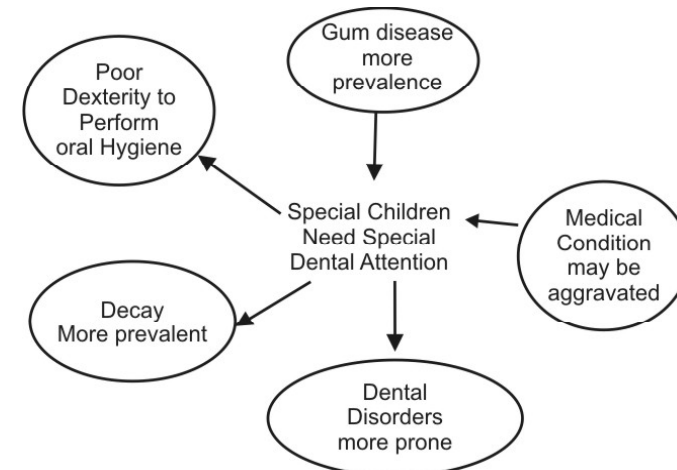 Gum disease
more
prevalence
Poor
Dexterity to
Perform
oral Hygiene
Special Children
Need Special
Dental Attention
Medical
Condition
may be
aggravated
Decay
More prevalent
Dental
Disorders
more prone